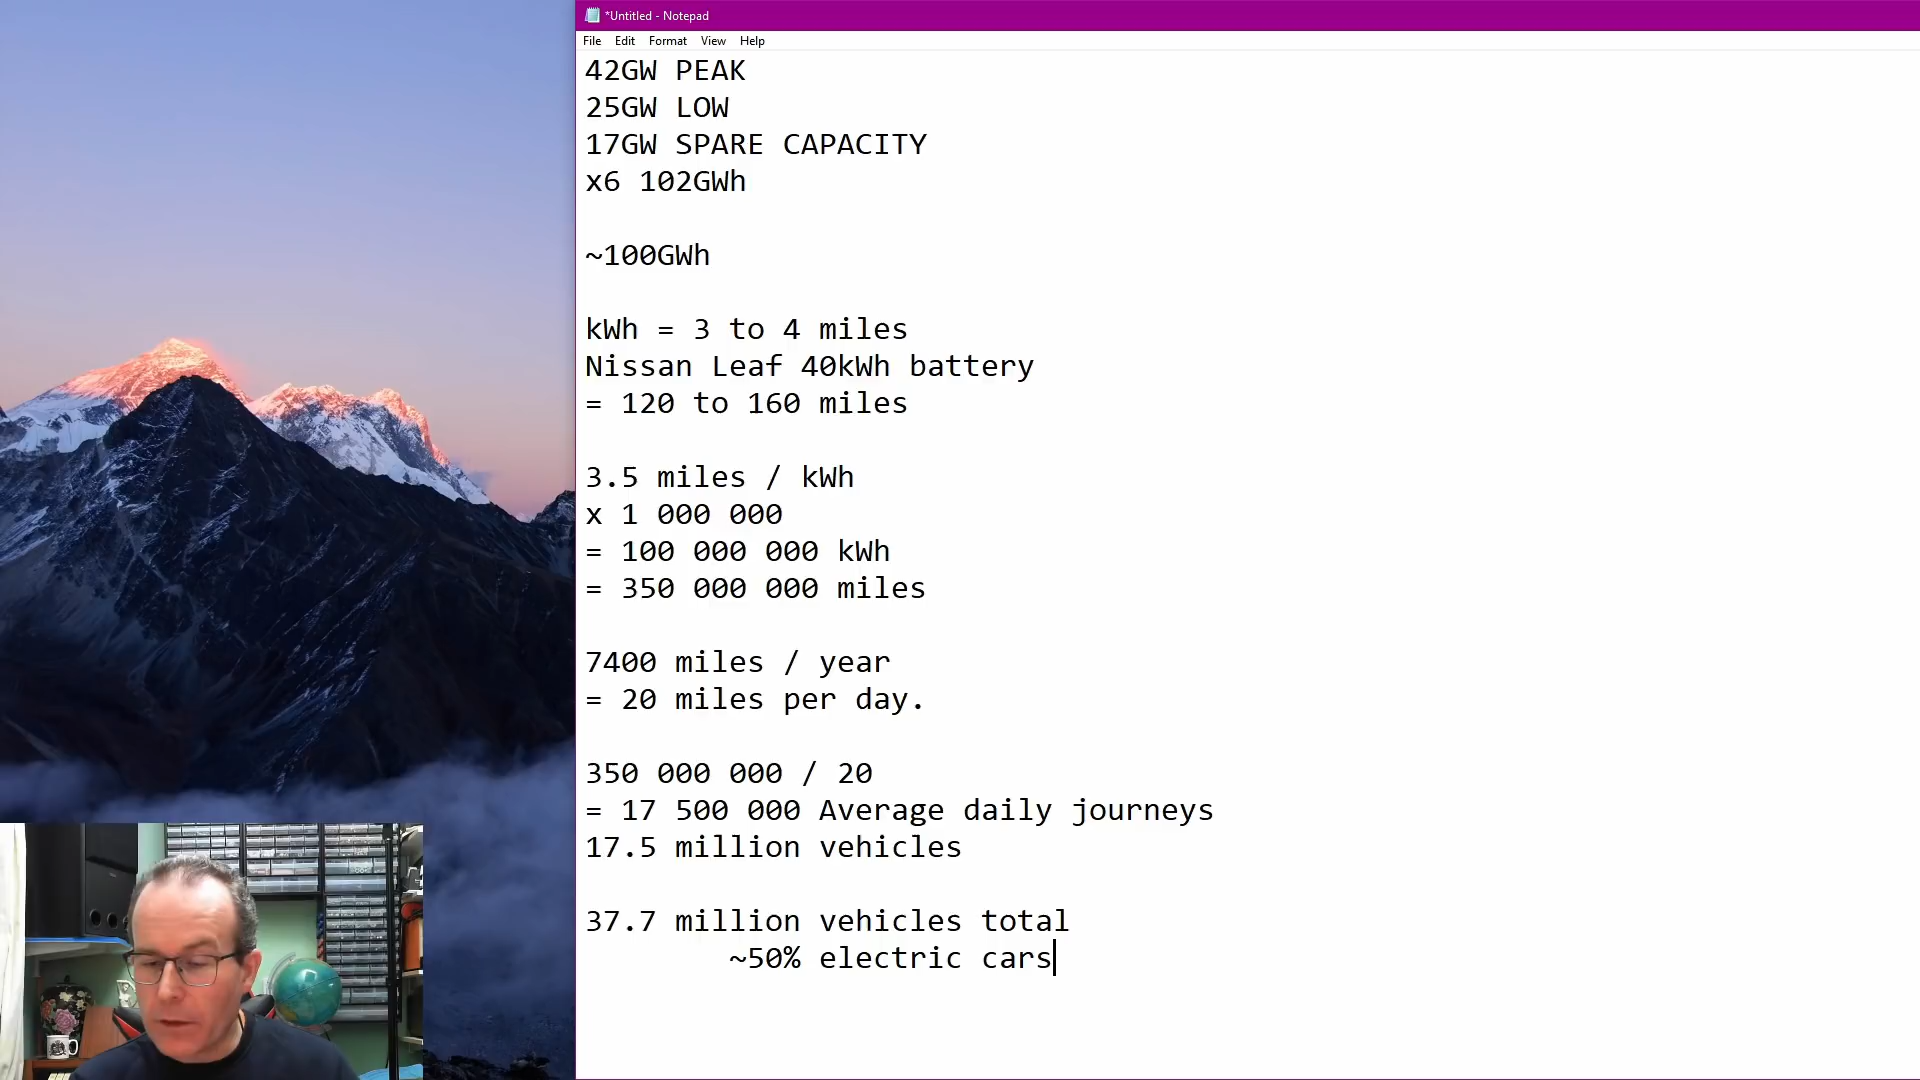 *Untitled - Notepad
File Edit Format View Help
42GW PEAK
25GW LOW
17GW SPARE CAPACITY
x6 102GWh
~100GWh
kWh = 3 to 4 miles
Nissan Leaf 40kWh battery
= 120 to 160 miles
3.5 miles / kWh
x 1 000 000
= 100 000 000 kWh
= 350 000 000 miles
7400 miles / year
= 20 miles per day.
350 000 000 / 20
= 17 500 000 Average daily journeys
17.5 million vehicles
37.7 million vehicles total
~50% electric cars